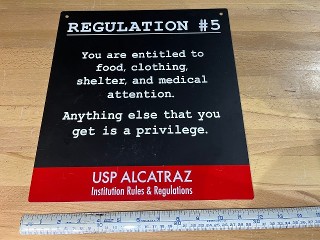 REGULATION #5
You are entitled to
food, clothing,
shelter, and medical
attention.
Anything else that you
get is a privilege.
USP ALCATRAZ
Institution Rules & Regulations